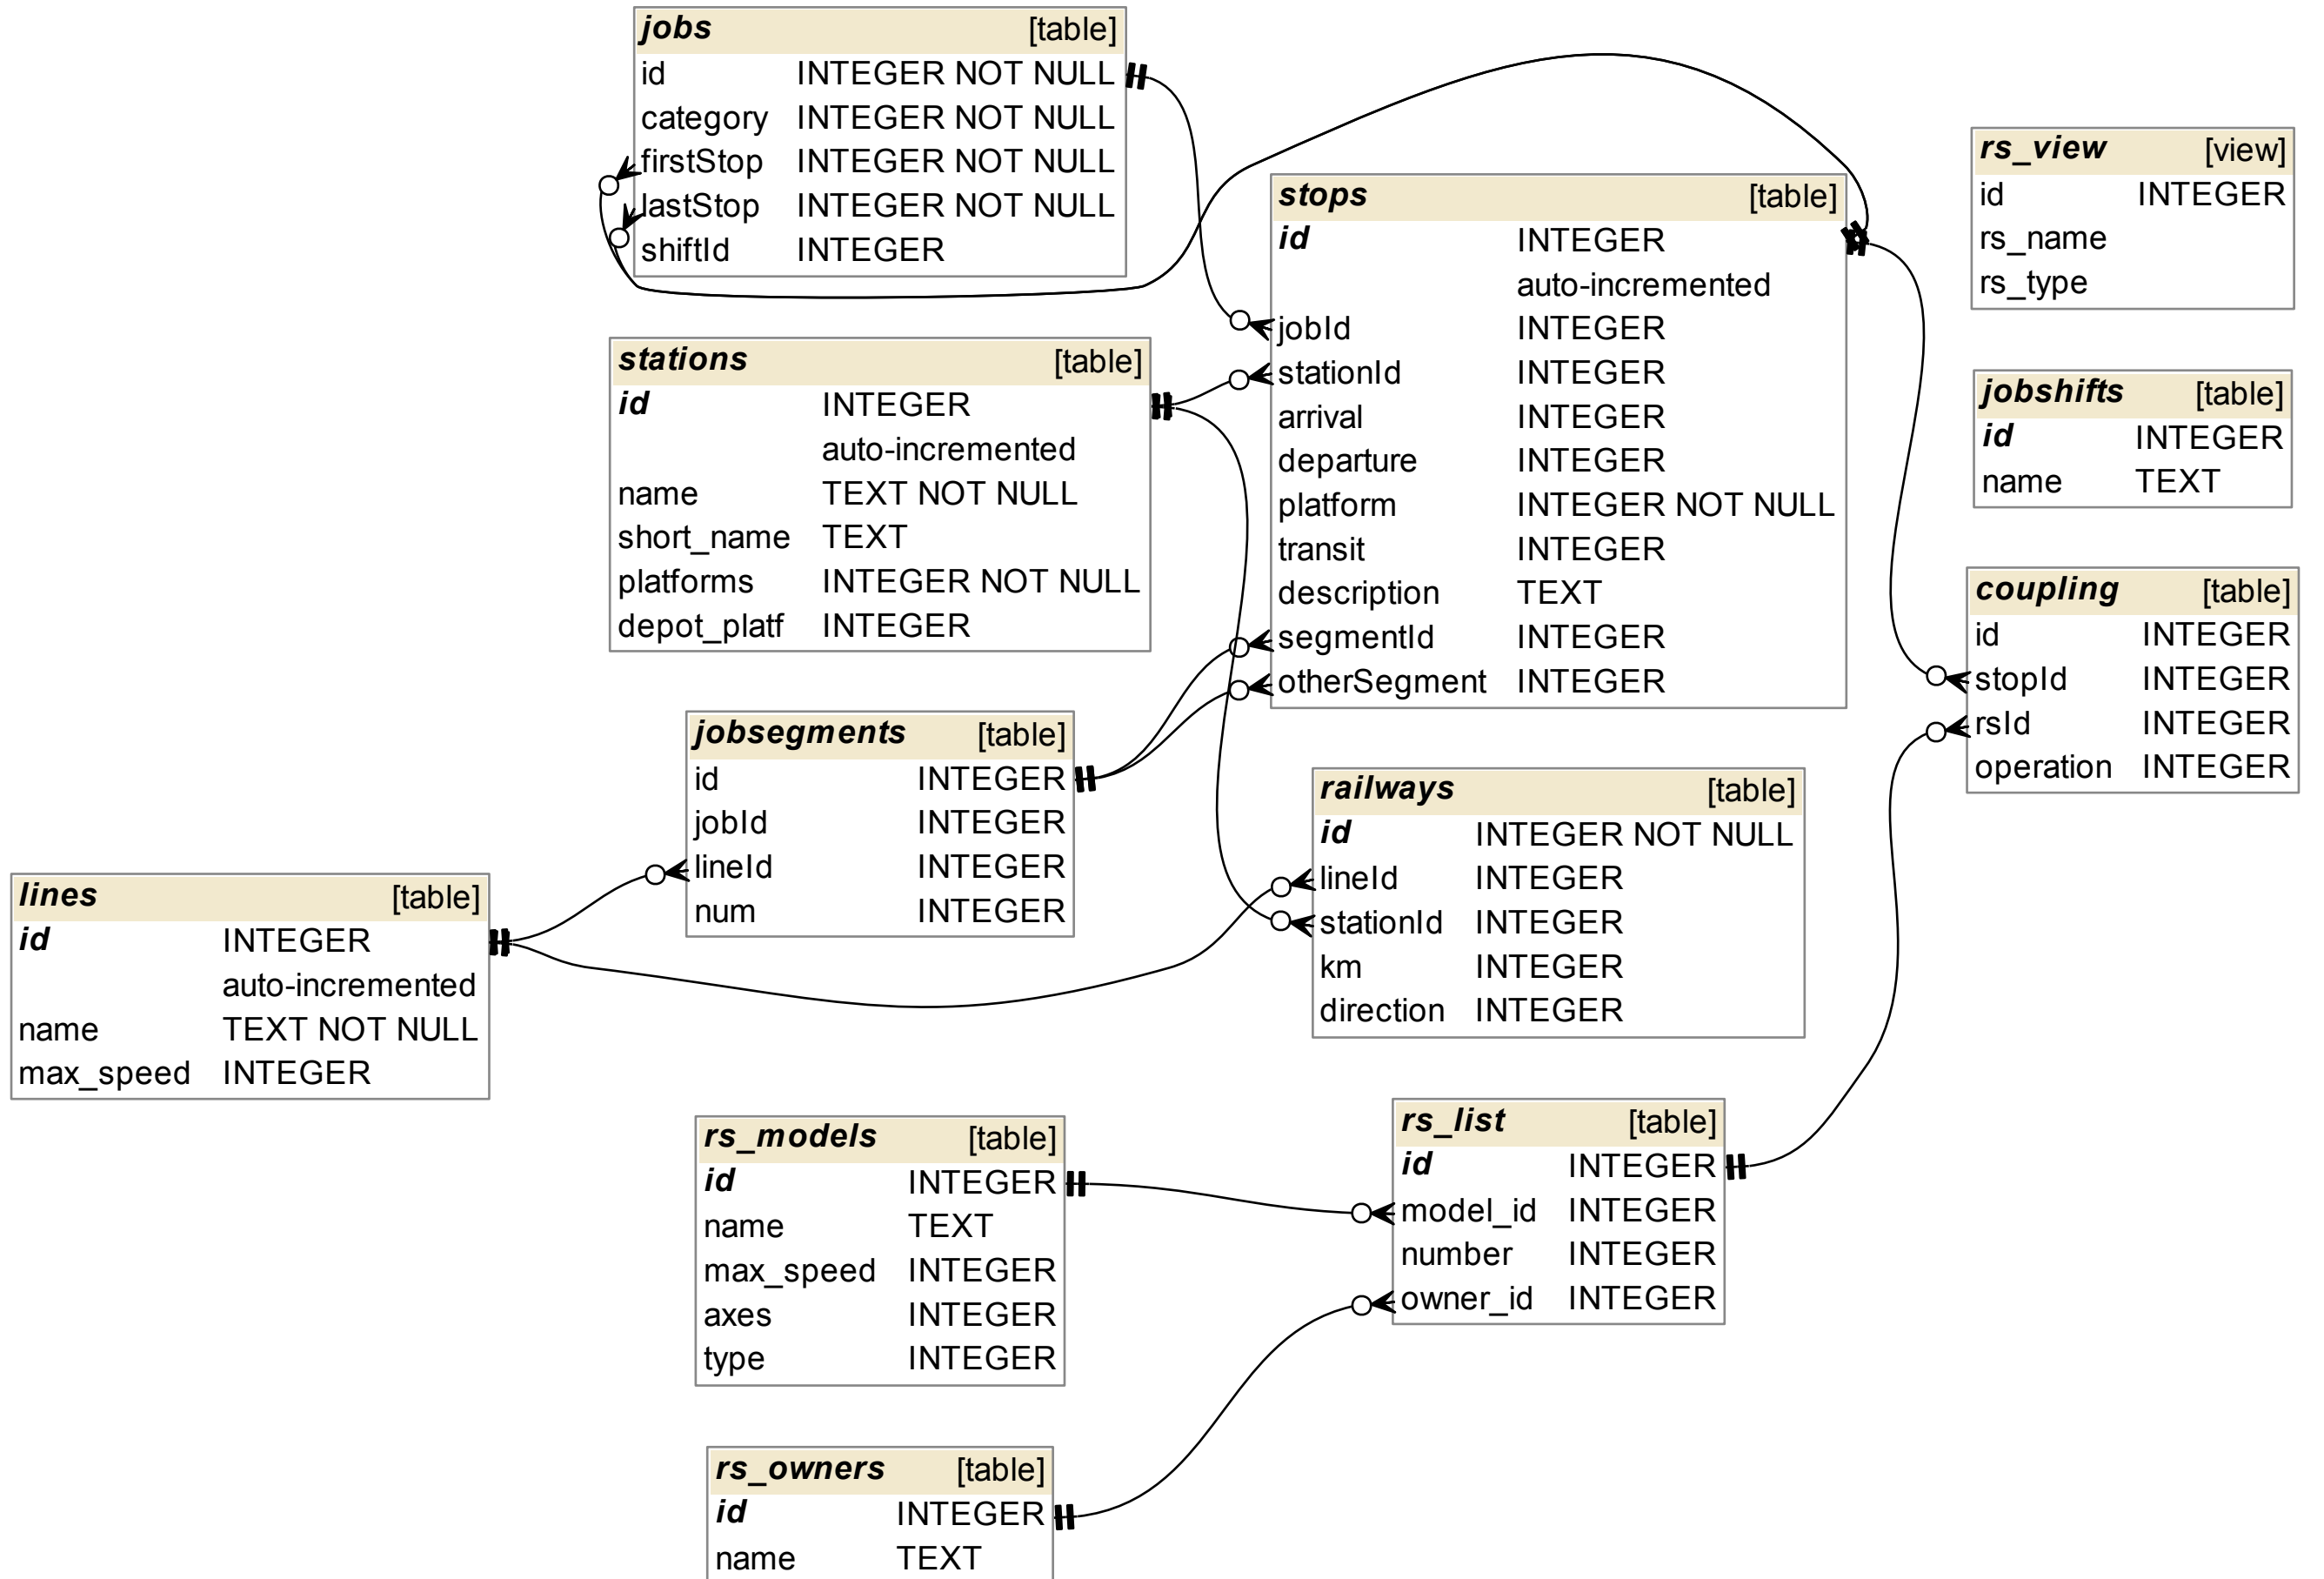 jobs [table]
id INTEGER NOT NULL
category INTEGER NOT NULL
firstStop INTEGER NOT NULL
lastStop INTEGER NOT NULL
shiftId INTEGER
stations [table]
id INTEGER
auto-incremented
name TEXT NOT NULL
short_name TEXT
platforms INTEGER NOT NULL
depot_platf INTEGER
stops [table]
id INTEGER
auto-incremented
jobId INTEGER
stationId INTEGER
arrival INTEGER
departure INTEGER
platform INTEGER NOT NULL
transit INTEGER
description TEXT
segmentId INTEGER
otherSegment INTEGER
rs_view [view]
id INTEGER
rs_name
rs_type
jobshifts [table]
id INTEGER
name TEXT
coupling [table]
id INTEGER
stopId INTEGER
rsId INTEGER
operation INTEGER
jobsegments [table]
id INTEGER
jobId INTEGER
lineId INTEGER
num INTEGER
lines [table]
id INTEGER
auto-incremented
name TEXT NOT NULL
max_speed INTEGER
railways [table]
id INTEGER NOT NULL
lineId INTEGER
stationId INTEGER
km INTEGER
direction INTEGER
rs_models [table]
id INTEGER
name TEXT
max_speed INTEGER
axes INTEGER
type INTEGER
rs_list [table]
id INTEGER
model_id INTEGER
number INTEGER
owner_id INTEGER
rs_owners [table]
id INTEGER
name TEXT